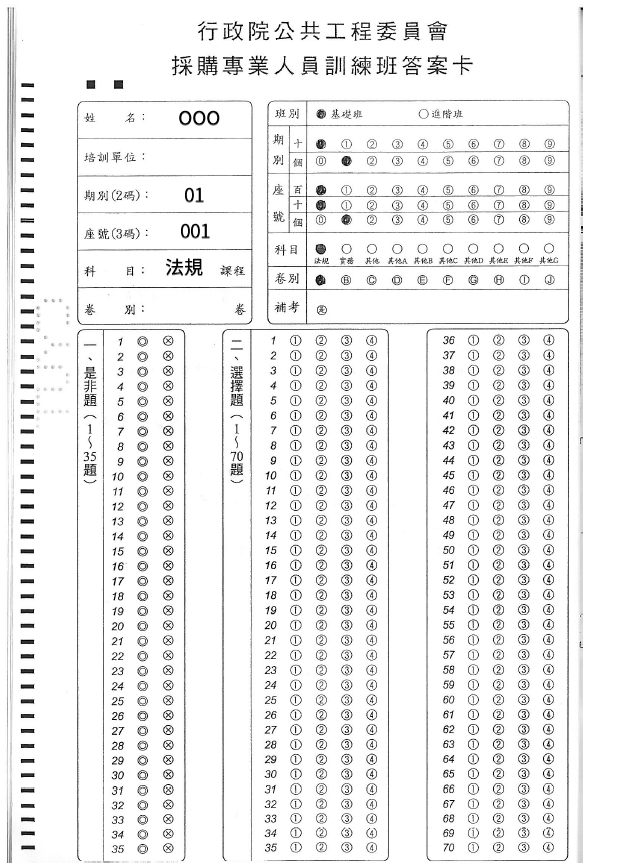 行政院公共工程委員會
採購專業人員訓練班答案卡
姓 名： OOO
培訓單位：
期別(2碼)： 01
座號(3碼)： 001
科 目： 法規 課程
卷 別： 卷
班別 基礎班 ○進階班
期別
十 ① ② ③ ④ ⑤ ⑥ ⑦ ⑧ ⑨
個 ⓪ ② ③ ④ ⑤ ⑥ ⑦ ⑧ ⑨
座號
百 ① ② ③ ④ ⑤ ⑥ ⑦ ⑧ ⑨
十 ① ② ③ ④ ⑤ ⑥ ⑦ ⑧ ⑨
個 ⓪ ② ③ ④ ⑤ ⑥ ⑦ ⑧ ⑨
科目 法規 實務 其他 其他A 其他B 其他C 其他D 其他E 其他F 其他G
卷別 Ⓑ Ⓒ Ⓓ Ⓔ Ⓕ Ⓖ Ⓗ Ⓘ Ⓙ
補考
一、是非題（1～35題）
1 ◎ ⊗
2 ◎ ⊗
3 ◎ ⊗
4 ◎ ⊗
5 ◎ ⊗
6 ◎ ⊗
7 ◎ ⊗
8 ◎ ⊗
9 ◎ ⊗
10 ◎ ⊗
11 ◎ ⊗
12 ◎ ⊗
13 ◎ ⊗
14 ◎ ⊗
15 ◎ ⊗
16 ◎ ⊗
17 ◎ ⊗
18 ◎ ⊗
19 ◎ ⊗
20 ◎ ⊗
21 ◎ ⊗
22 ◎ ⊗
23 ◎ ⊗
24 ◎ ⊗
25 ◎ ⊗
26 ◎ ⊗
27 ◎ ⊗
28 ◎ ⊗
29 ◎ ⊗
30 ◎ ⊗
31 ◎ ⊗
32 ◎ ⊗
33 ◎ ⊗
34 ◎ ⊗
35 ◎ ⊗
二、選擇題（1～70題）
1 ① ② ③ ④
2 ① ② ③ ④
3 ① ② ③ ④
4 ① ② ③ ④
5 ① ② ③ ④
6 ① ② ③ ④
7 ① ② ③ ④
8 ① ② ③ ④
9 ① ② ③ ④
10 ① ② ③ ④
11 ① ② ③ ④
12 ① ② ③ ④
13 ① ② ③ ④
14 ① ② ③ ④
15 ① ② ③ ④
16 ① ② ③ ④
17 ① ② ③ ④
18 ① ② ③ ④
19 ① ② ③ ④
20 ① ② ③ ④
21 ① ② ③ ④
22 ① ② ③ ④
23 ① ② ③ ④
24 ① ② ③ ④
25 ① ② ③ ④
26 ① ② ③ ④
27 ① ② ③ ④
28 ① ② ③ ④
29 ① ② ③ ④
30 ① ② ③ ④
31 ① ② ③ ④
32 ① ② ③ ④
33 ① ② ③ ④
34 ① ② ③ ④
35 ① ② ③ ④
36 ① ② ③ ④
37 ① ② ③ ④
38 ① ② ③ ④
39 ① ② ③ ④
40 ① ② ③ ④
41 ① ② ③ ④
42 ① ② ③ ④
43 ① ② ③ ④
44 ① ② ③ ④
45 ① ② ③ ④
46 ① ② ③ ④
47 ① ② ③ ④
48 ① ② ③ ④
49 ① ② ③ ④
50 ① ② ③ ④
51 ① ② ③ ④
52 ① ② ③ ④
53 ① ② ③ ④
54 ① ② ③ ④
55 ① ② ③ ④
56 ① ② ③ ④
57 ① ② ③ ④
58 ① ② ③ ④
59 ① ② ③ ④
60 ① ② ③ ④
61 ① ② ③ ④
62 ① ② ③ ④
63 ① ② ③ ④
64 ① ② ③ ④
65 ① ② ③ ④
66 ① ② ③ ④
67 ① ② ③ ④
68 ① ② ③ ④
69 ① ② ③ ④
70 ① ② ③ ④